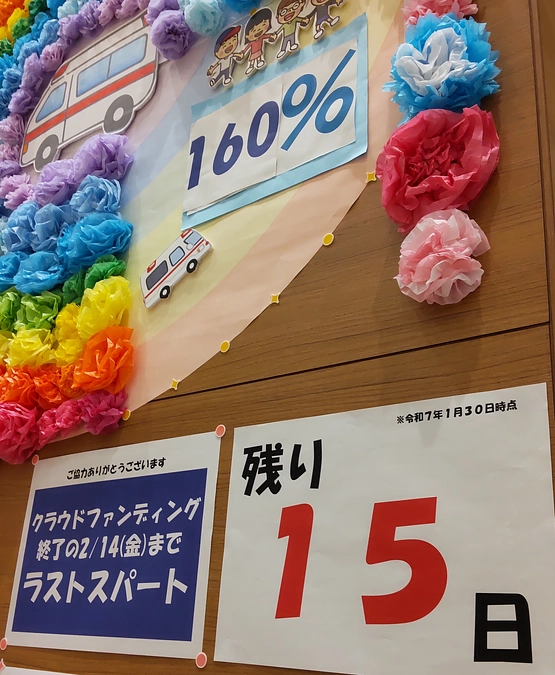 160%
ご協力ありがとうございます
クラウドファンディング
終了の2/14(金)まで
ラストスパート
※令和7年1月30日時点
残り
15
日